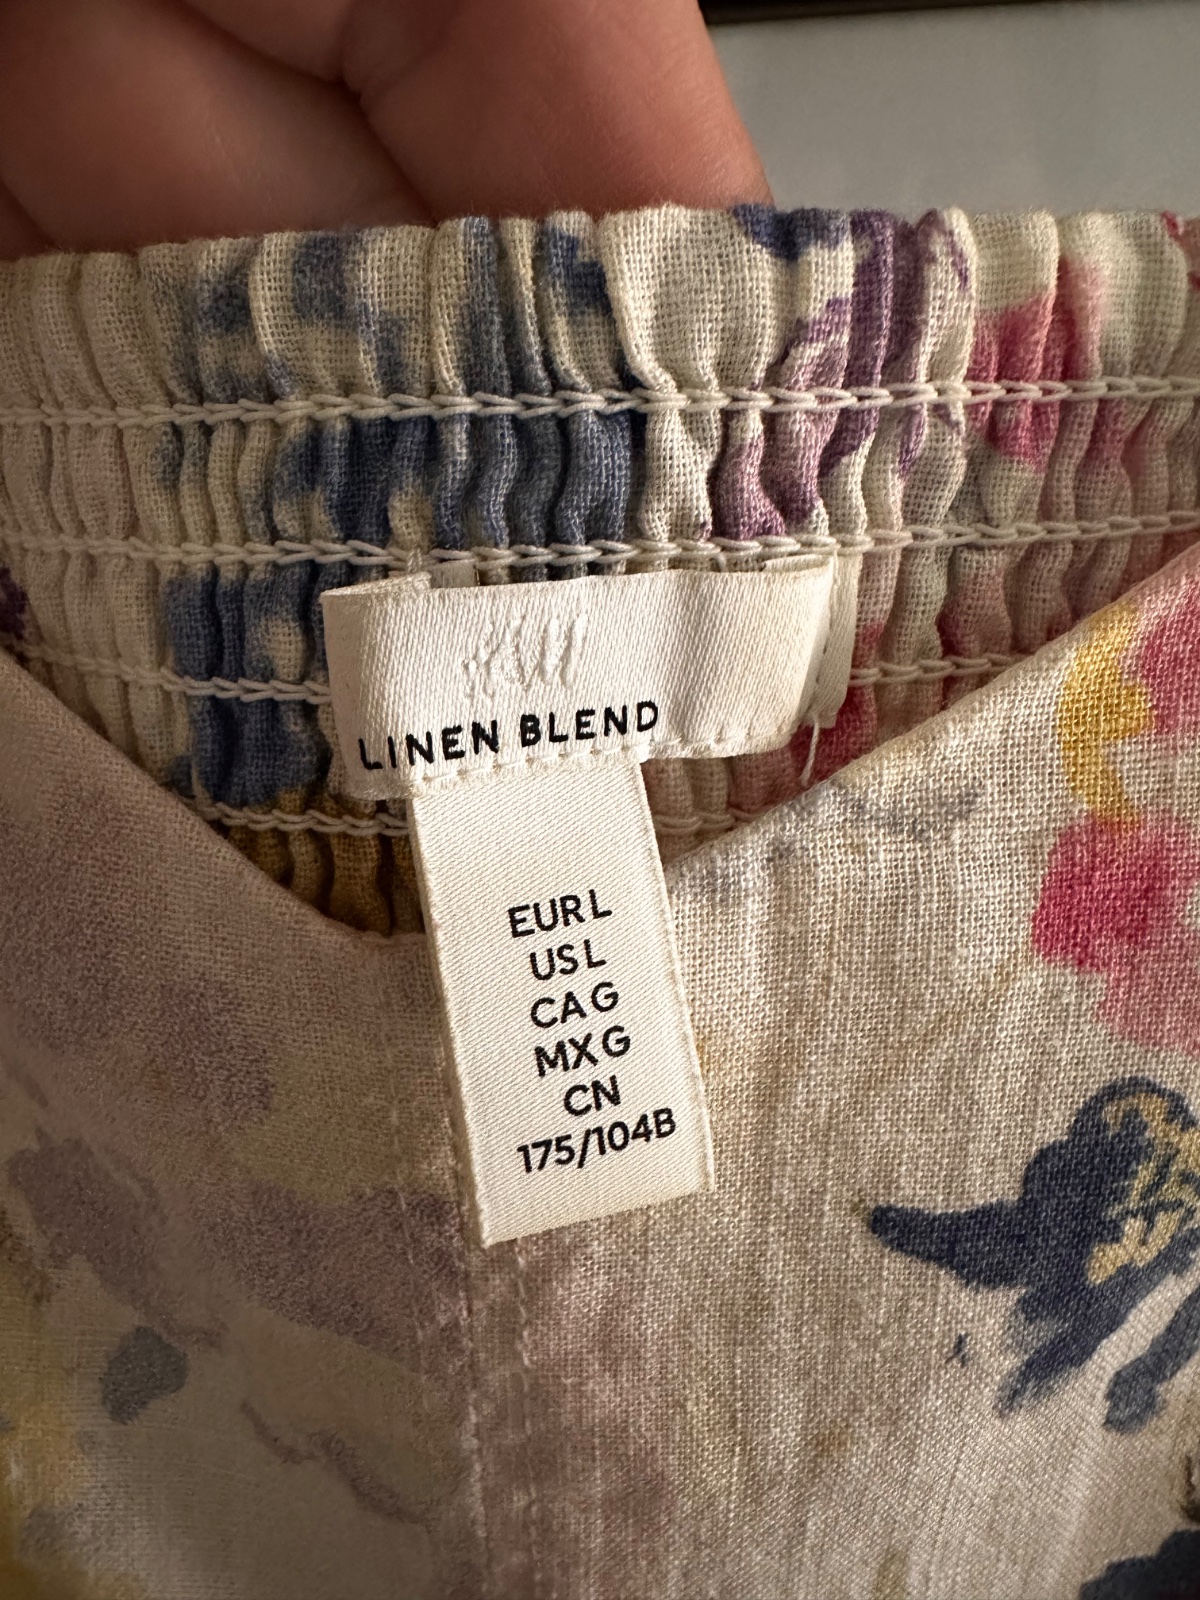 H&M
LINEN BLEND
EUR L
US L
CA G
MX G
CN
175/104B